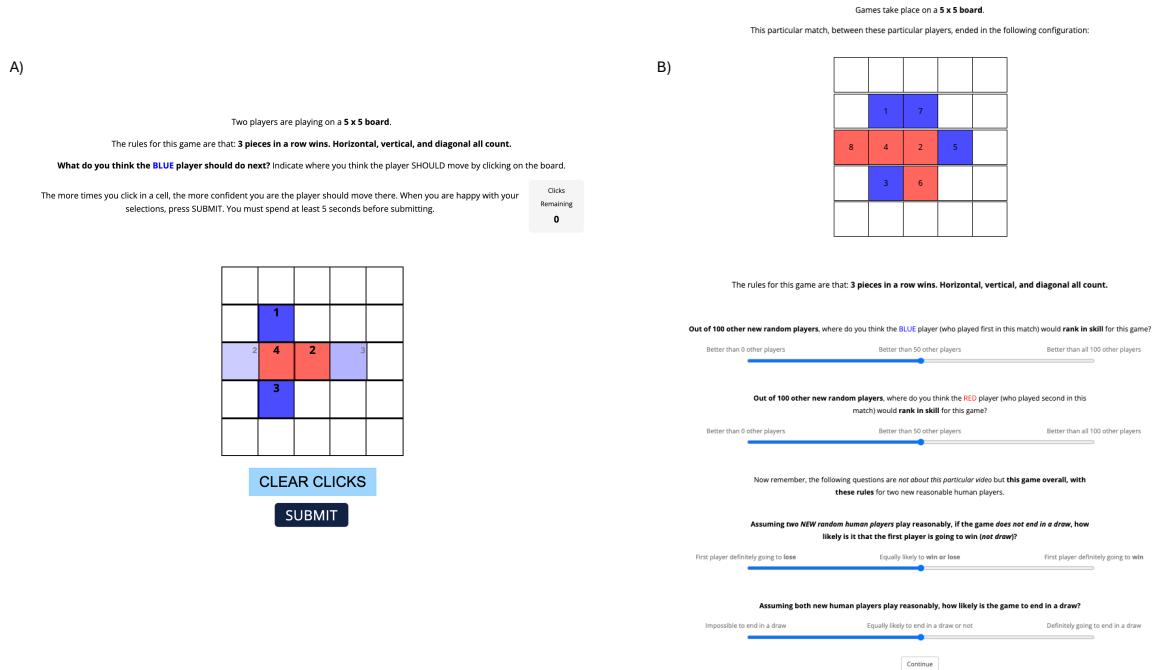 A)
Two players are playing on a 5 x 5 board.
The rules for this game are that: 3 pieces in a row wins. Horizontal, vertical, and diagonal all count.
What do you think the BLUE player should do next? Indicate where you think the player SHOULD move by clicking on the board.
The more times you click in a cell, the more confident you are the player should move there. When you are happy with your
selections, press SUBMIT. You must spend at least 5 seconds before submitting.
Clicks
Remaining
0
1
2 4 2 3
3
CLEAR CLICKS
SUBMIT
B)
Games take place on a 5 x 5 board.
This particular match, between these particular players, ended in the following configuration:
1 7
8 4 2 5
3 6
The rules for this game are that: 3 pieces in a row wins. Horizontal, vertical, and diagonal all count.
Out of 100 other new random players, where do you think the BLUE player (who played first in this match) would rank in skill for this game?
Better than 0 other players Better than 50 other players Better than all 100 other players
Out of 100 other new random players, where do you think the RED player (who played second in this
match) would rank in skill for this game?
Better than 0 other players Better than 50 other players Better than all 100 other players
Now remember, the following questions are not about this particular video but this game overall, with
these rules for two new reasonable human players.
Assuming two NEW random human players play reasonably, if the game does not end in a draw, how
likely is it that the first player is going to win (not draw)?
First player definitely going to lose Equally likely to win or lose First player definitely going to win
Assuming both new human players play reasonably, how likely is the game to end in a draw?
Impossible to end in a draw Equally likely to end in a draw or not Definitely going to end in a draw
Continue